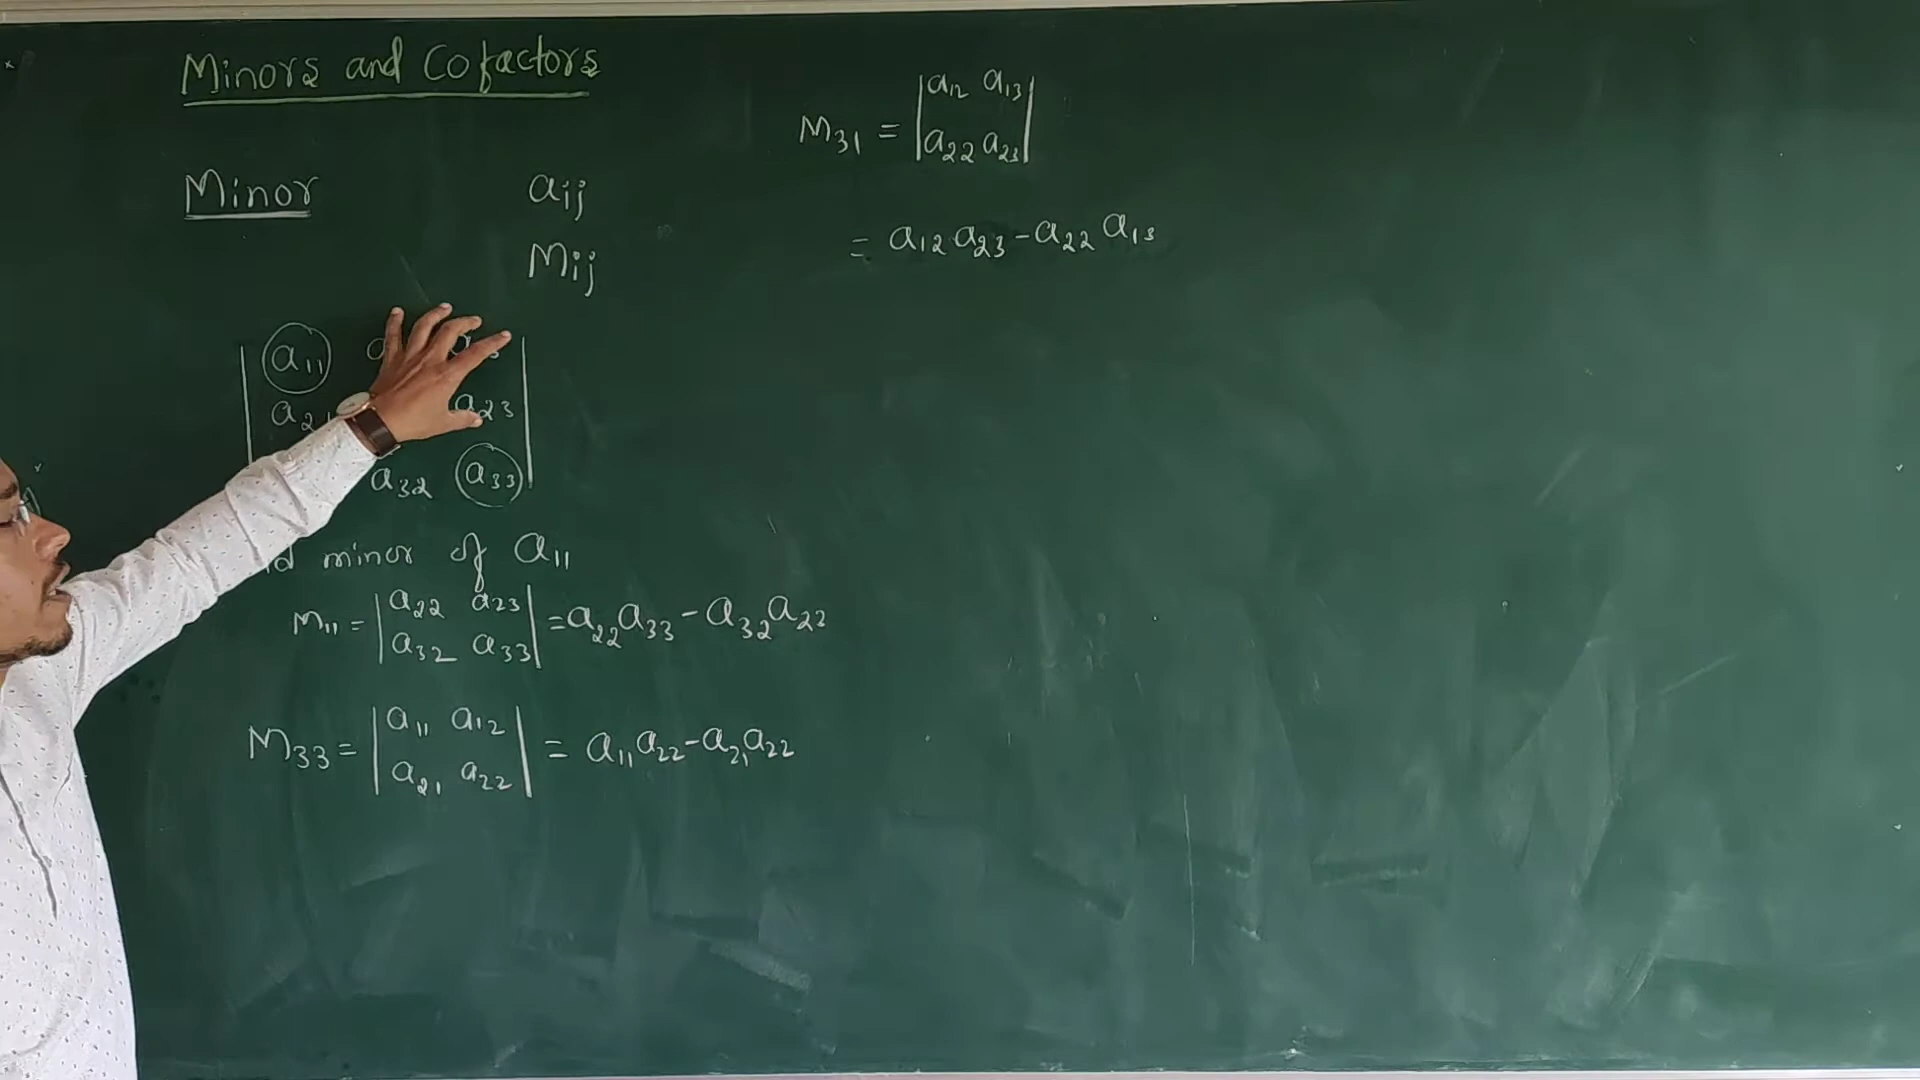 Minors and Cofactors
Minor aij
Mij
a11
a23
a32 a33
minor of a11
M11 = | a22 a23 | = a22 a33 - a32 a22
| a32 a33 |
M33 = | a11 a12 | = a11 a22 - a21 a22
| a21 a22 |
M31 = | a12 a13 |
| a22 a23 |
= a12 a23 - a22 a13